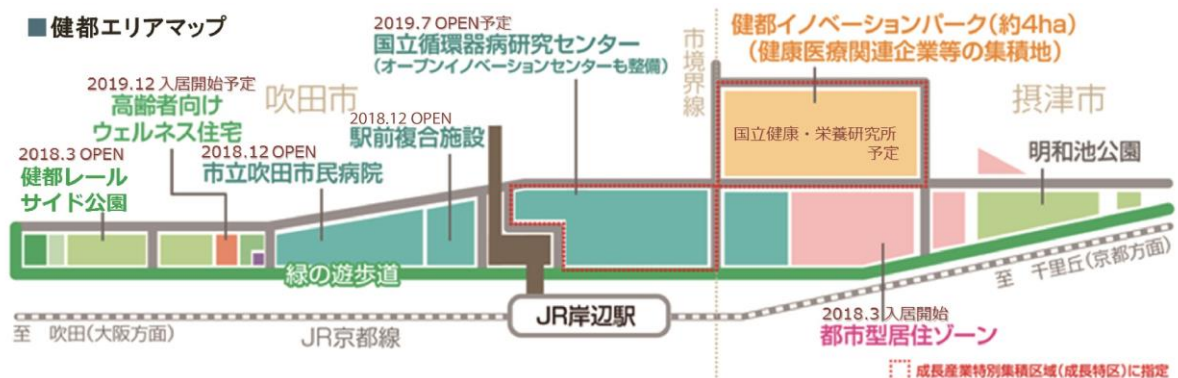 ■健都エリアマップ
2019.7 OPEN予定
国立循環器病研究センター
(オープンイノベーションセンターも整備)
市境界線
健都イノベーションパーク(約4ha)
(健康医療関連企業等の集積地)
2019.12 入居開始予定
高齢者向け
ウェルネス住宅
吹田市
2018.12 OPEN
駅前複合施設
摂津市
国立健康・栄養研究所
予定
2018.3 OPEN
健都レール
サイド公園
2018.12 OPEN
市立吹田市民病院
明和池公園
緑の遊歩道
至 千里丘(京都方面)
JR岸辺駅
至 吹田(大阪方面)
JR京都線
2018.3 入居開始
都市型居住ゾーン
成長産業特別集積区域(成長特区)に指定